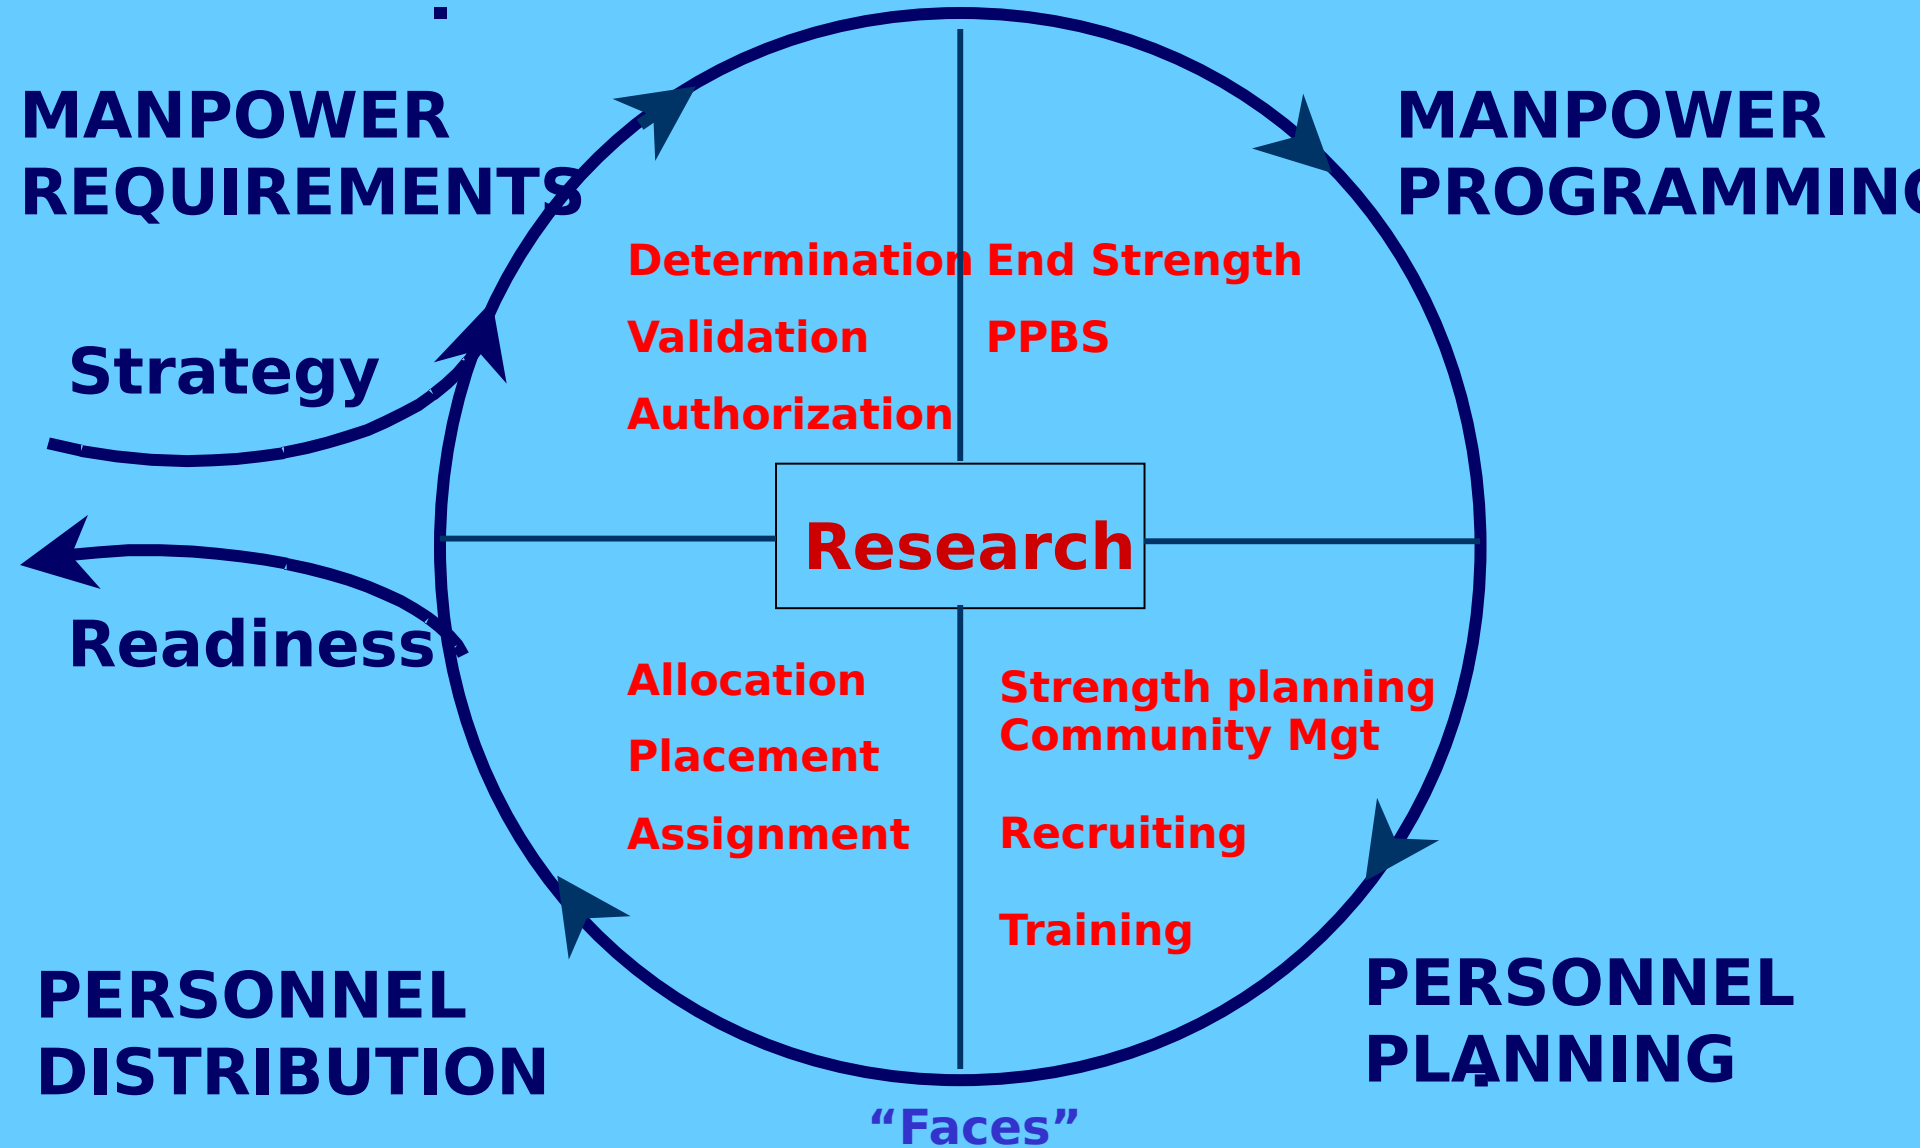 MANPOWER
REQUIREMENTS
MANPOWER
PROGRAMMING
Determination
Validation
Authorization
End Strength
PPBS
Strategy
Research
Readiness
Allocation
Placement
Assignment
Strength planning
Community Mgt
Recruiting
Training
PERSONNEL
DISTRIBUTION
PERSONNEL
PLANNING
“Faces”